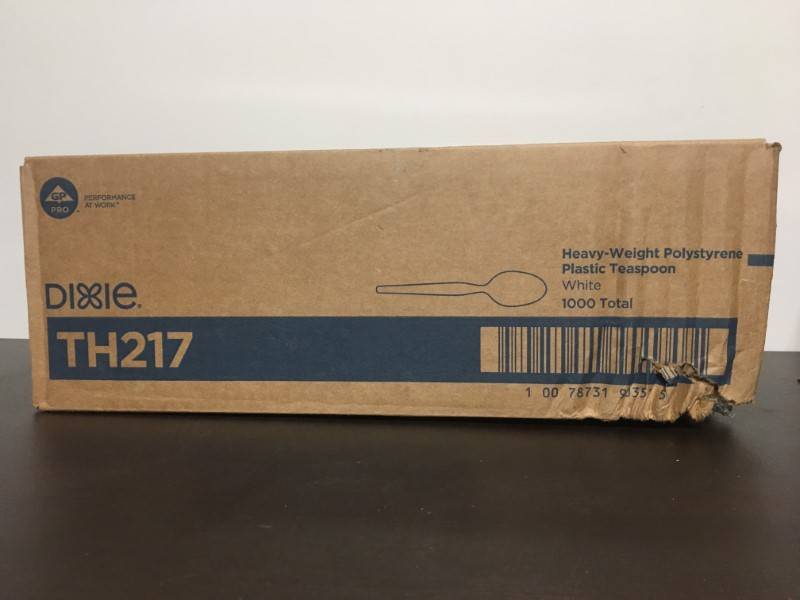 GP
PRO
PERFORMANCE
AT WORK™
DIXIE®
TH217
Heavy-Weight Polystyrene
Plastic Teaspoon
White
1000 Total
1 00 78731